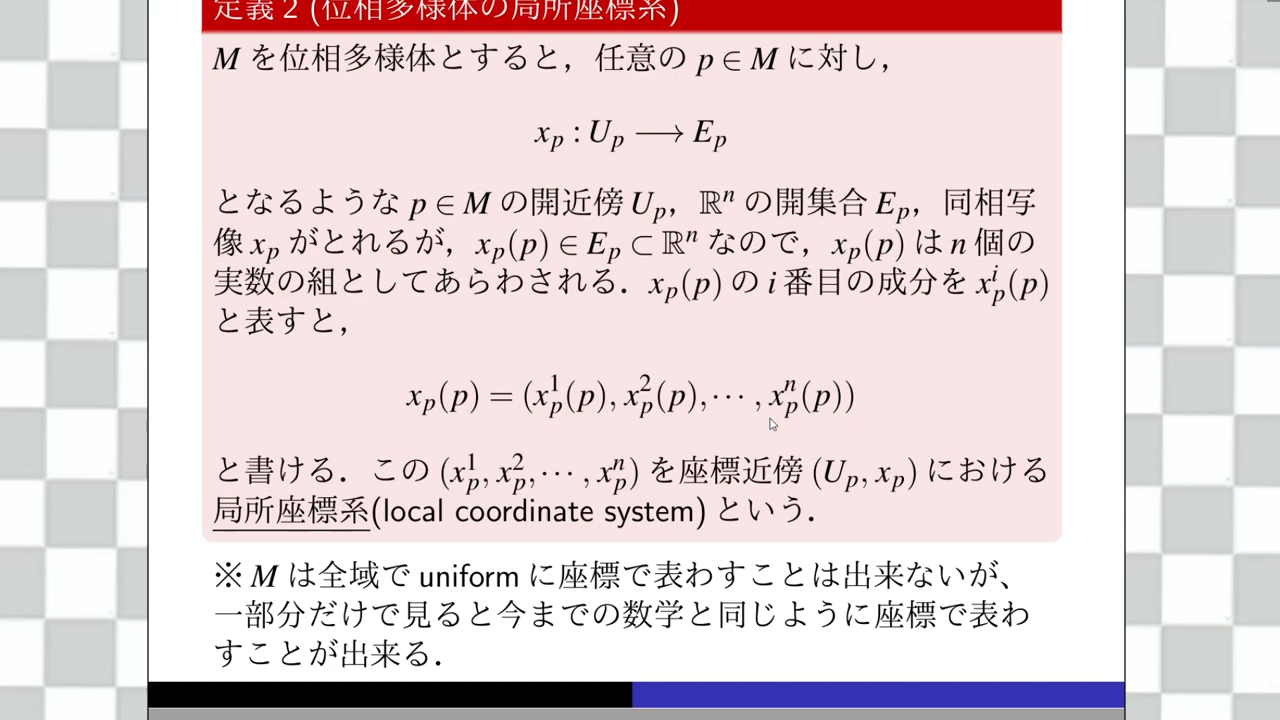 定義 2 (位相多様体の局所座標系)
M を位相多様体とすると，任意の p ∈ M に対し，
x_p : U_p ⟶ E_p
となるような p ∈ M の開近傍 U_p，ℝ^n の開集合 E_p，同相写
像 x_p がとれるが，x_p(p) ∈ E_p ⊂ ℝ^n なので，x_p(p) は n 個の
実数の組としてあらわされる．x_p(p) の i 番目の成分を x_p^i(p)
と表すと，
x_p(p) = (x_p^1(p), x_p^2(p), ⋯ , x_p^n(p))
と書ける．この (x_p^1, x_p^2, ⋯ , x_p^n) を座標近傍 (U_p, x_p) における
局所座標系(local coordinate system) という．
※ M は全域で uniform に座標で表わすことは出来ないが、
一部分だけで見ると今までの数学と同じように座標で表わ
すことが出来る．